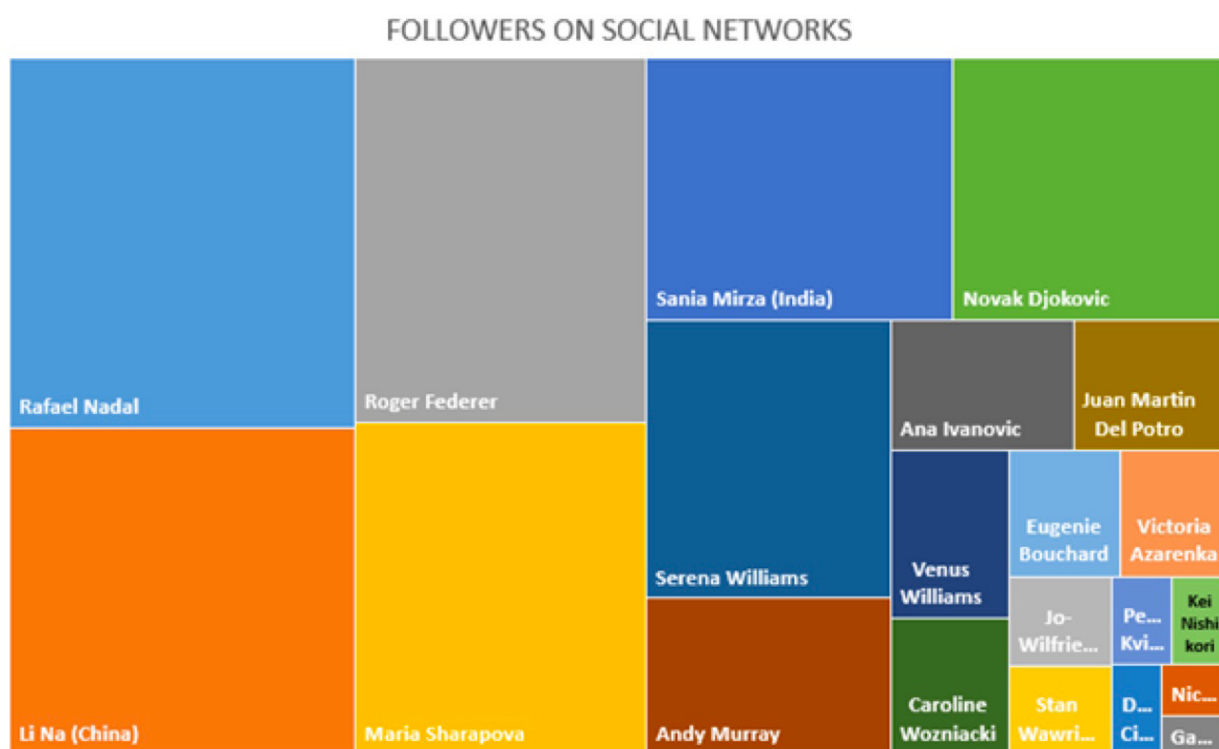 FOLLOWERS ON SOCIAL NETWORKS
Rafael Nadal
Roger Federer
Sania Mirza (India)
Novak Djokovic
Li Na (China)
Maria Sharapova
Serena Williams
Andy Murray
Ana Ivanovic
Juan Martin
Del Potro
Venus
Williams
Eugenie
Bouchard
Victoria
Azarenka
Caroline
Wozniacki
Jo-
Wilfrie...
Pe...
Kvi...
Kei
Nishi
kori
Stan
Wawri...
D...
Ci...
Nic...
Ga...